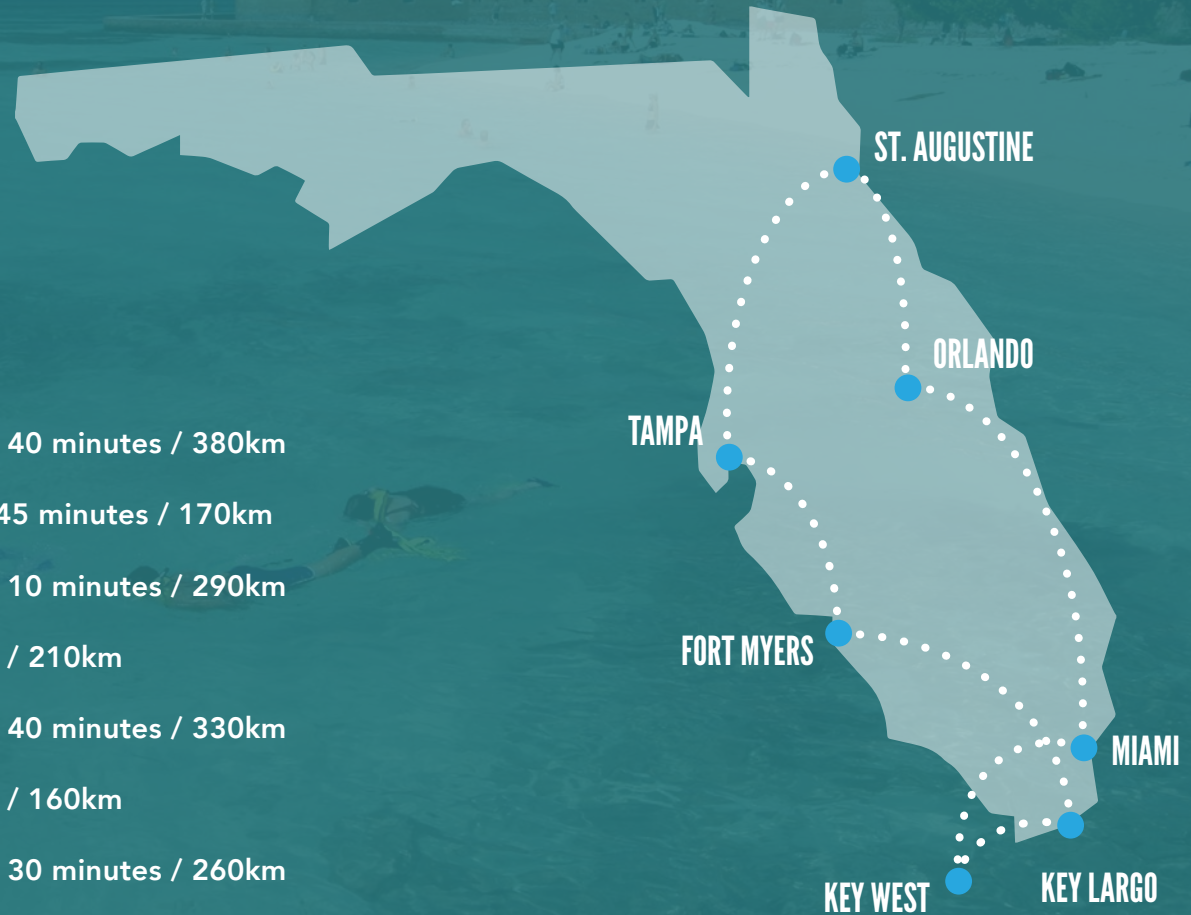 ST. AUGUSTINE
ORLANDO
TAMPA
40 minutes / 380km
45 minutes / 170km
10 minutes / 290km
FORT MYERS
/ 210km
40 minutes / 330km
MIAMI
/ 160km
30 minutes / 260km
KEY WEST
KEY LARGO